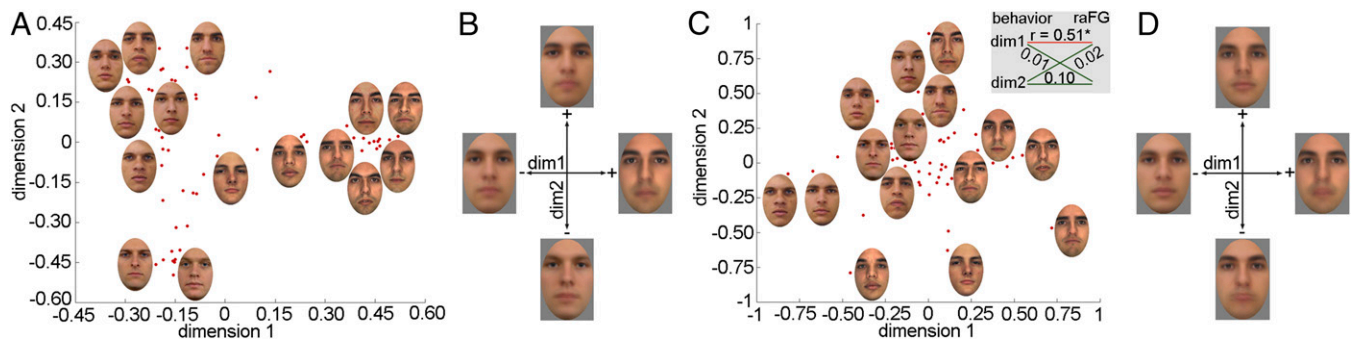 A
0.45
0.30
0.15
0
-0.15
-0.30
-0.45
-0.60
dimension 2
-0.45 -0.30 -0.15 0 0.15 0.30 0.45 0.60
dimension 1
B
+
- dim1 +
dim2
-
C
1
0.75
0.50
0.25
0
-0.25
-0.50
-0.75
-1
dimension 2
-1 -0.75 -0.50 -0.25 0 0.25 0.50 0.75 1
dimension 1
behavior raFG
r = 0.51*
dim1
0.01 0.02
dim2 0.10
D
+
- dim1 +
dim2
-